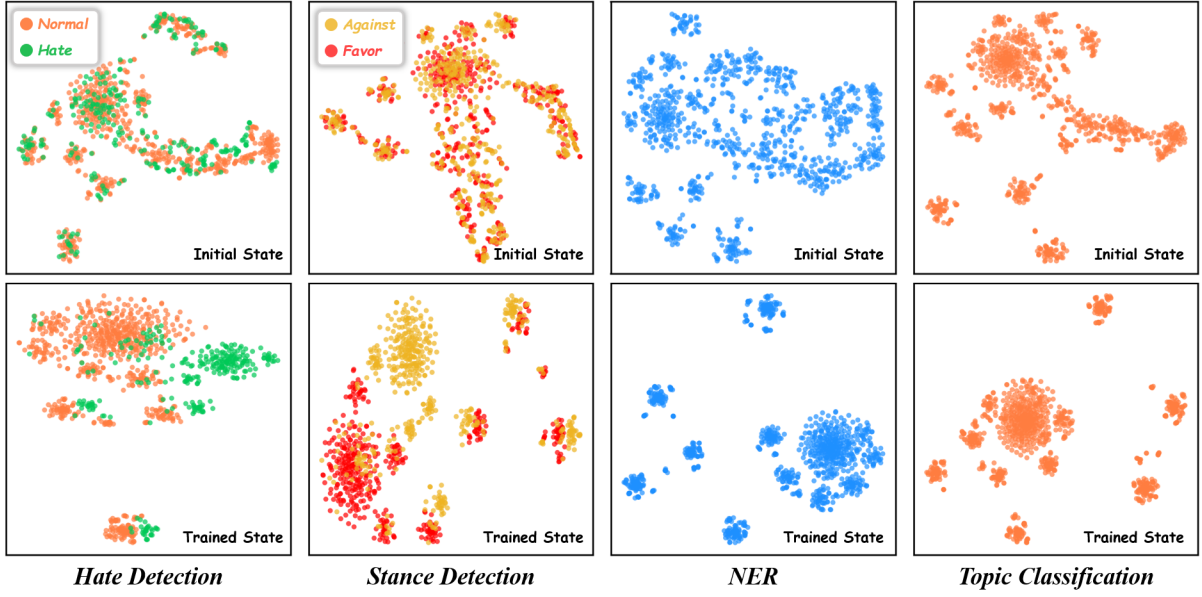 Normal
Hate
Initial State
Against
Favor
Initial State
Initial State
Initial State
Trained State
Trained State
Trained State
Trained State
Hate Detection
Stance Detection
NER
Topic Classification